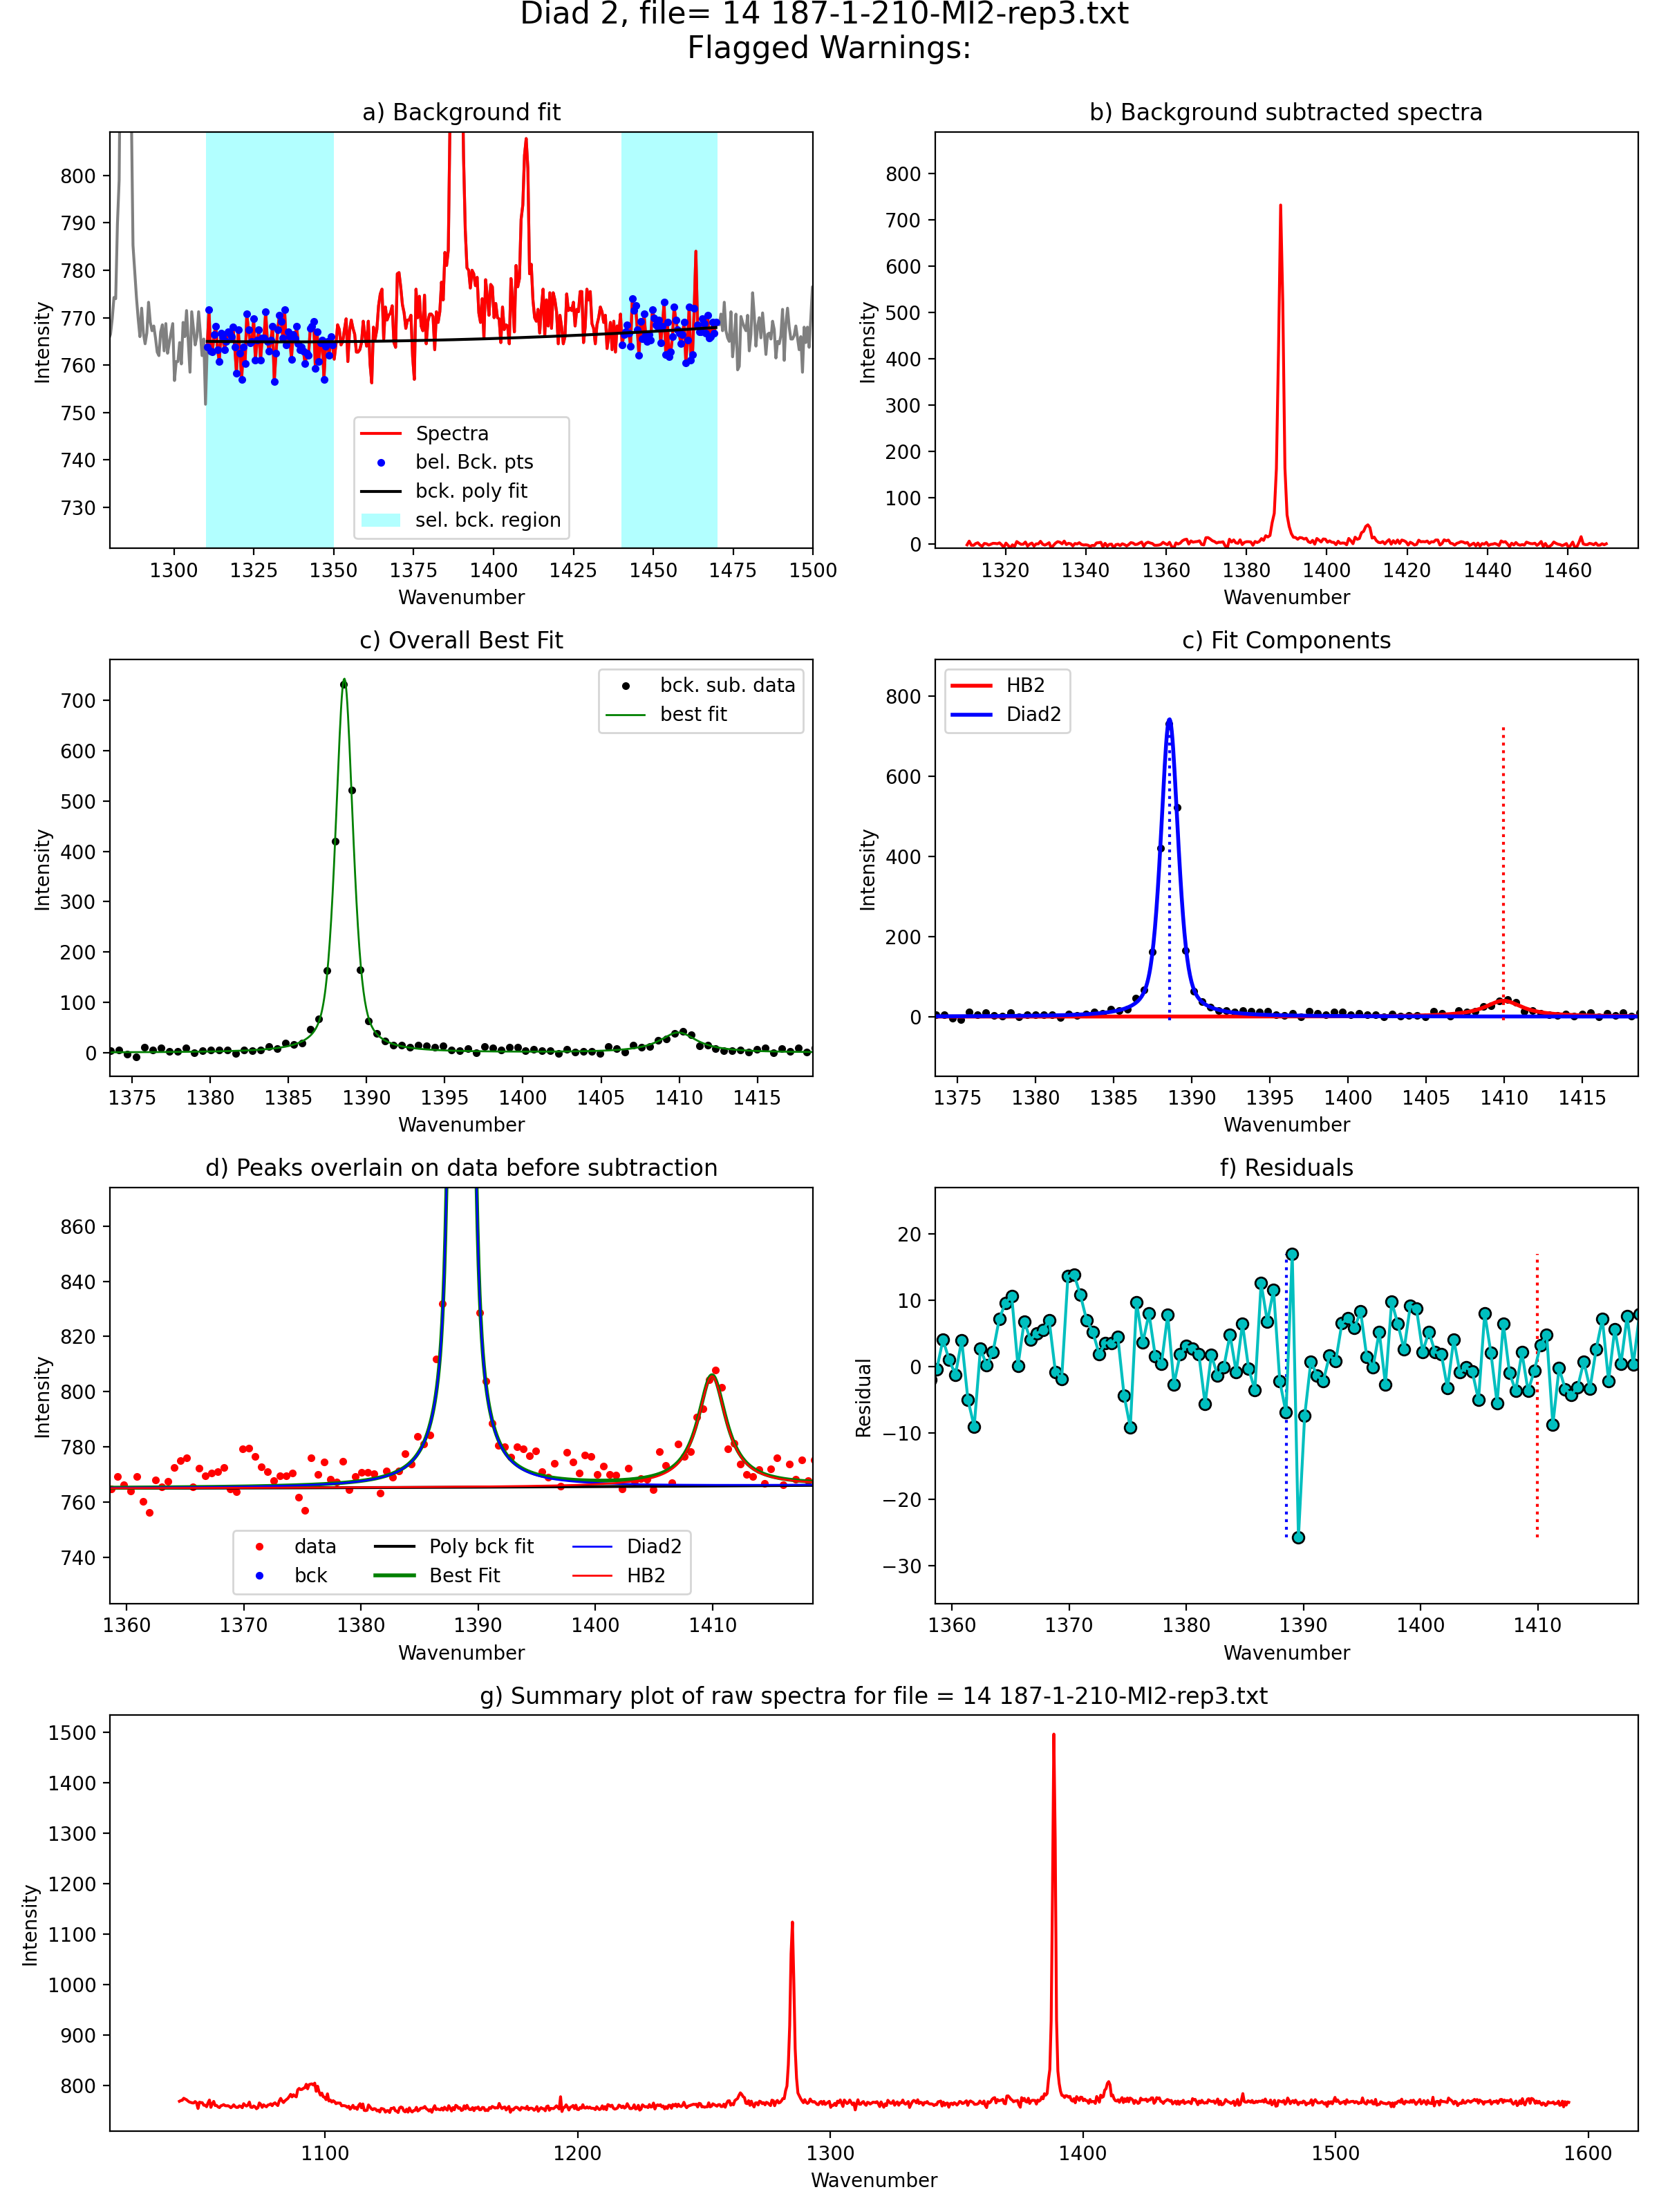 Diad 2, file= 14 187-1-210-MI2-rep3.txt
Flagged Warnings:
a) Background fit
Intensity
800
790
780
770
760
750
740
730
Spectra
bel. Bck. pts
bck. poly fit
sel. bck. region
1300 1325 1350 1375 1400 1425 1450 1475 1500
Wavenumber
b) Background subtracted spectra
Intensity
800
700
600
500
400
300
200
100
0
1320 1340 1360 1380 1400 1420 1440 1460
Wavenumber
c) Overall Best Fit
Intensity
700
600
500
400
300
200
100
0
bck. sub. data
best fit
1375 1380 1385 1390 1395 1400 1405 1410 1415
Wavenumber
c) Fit Components
Intensity
800
600
400
200
0
HB2
Diad2
1375 1380 1385 1390 1395 1400 1405 1410 1415
Wavenumber
d) Peaks overlain on data before subtraction
Intensity
860
840
820
800
780
760
740
data Poly bck fit Diad2
bck Best Fit HB2
1360 1370 1380 1390 1400 1410
Wavenumber
f) Residuals
Residual
20
10
0
−10
−20
−30
1360 1370 1380 1390 1400 1410
Wavenumber
g) Summary plot of raw spectra for file = 14 187-1-210-MI2-rep3.txt
Intensity
1500
1400
1300
1200
1100
1000
900
800
1100 1200 1300 1400 1500 1600
Wavenumber